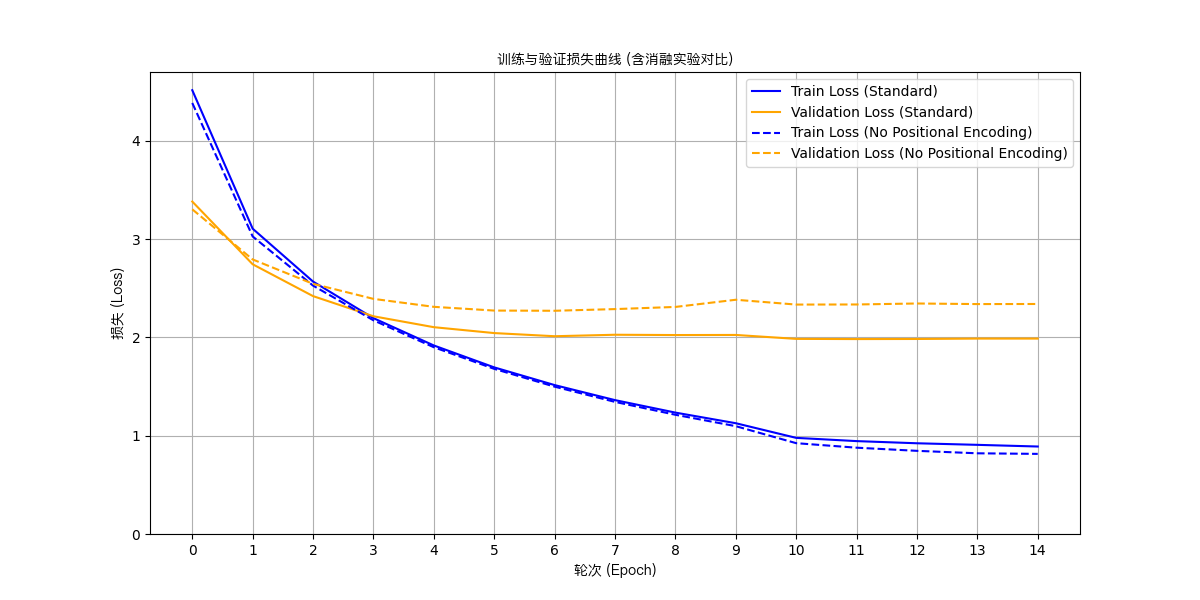 训练与验证损失曲线 (含消融实验对比)
Train Loss (Standard)
Validation Loss (Standard)
Train Loss (No Positional Encoding)
Validation Loss (No Positional Encoding)
损失 (Loss)
4
3
2
1
0
0 1 2 3 4 5 6 7 8 9 10 11 12 13 14
轮次 (Epoch)